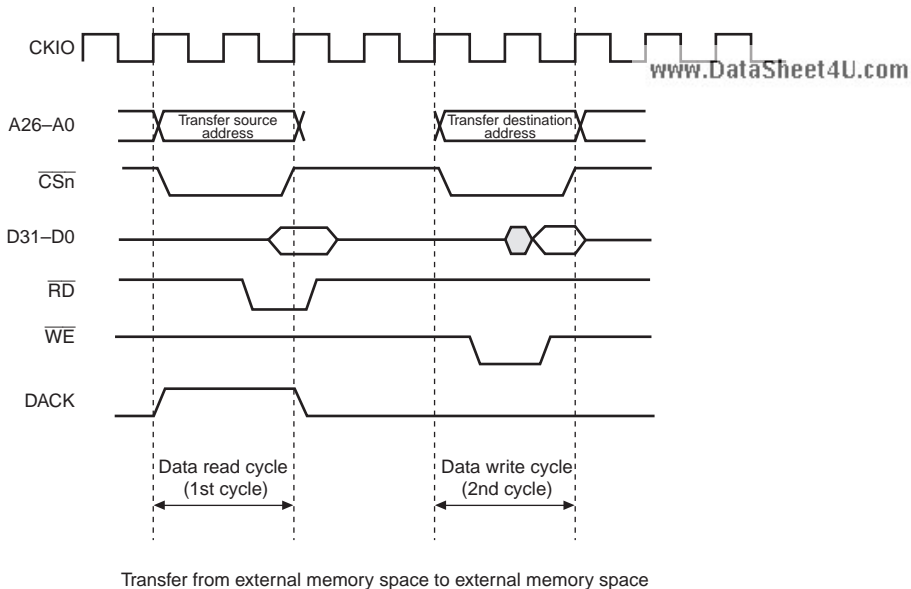 CKIO
www.DataSheet4U.com
A26–A0
Transfer source
address
Transfer destination
address
CSn
D31–D0
RD
WE
DACK
Data read cycle
(1st cycle)
Data write cycle
(2nd cycle)
Transfer from external memory space to external memory space